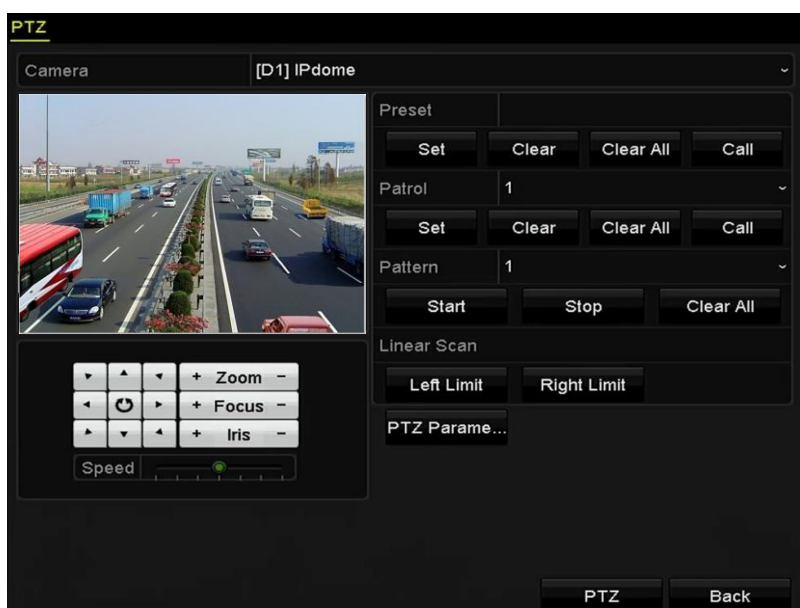 PTZ
Camera [D1] IPdome
Preset
Set Clear Clear All Call
Patrol 1
Set Clear Clear All Call
Pattern 1
Start Stop Clear All
Linear Scan
Left Limit Right Limit
PTZ Parame...
+ Zoom −
+ Focus −
+ Iris −
Speed
PTZ Back